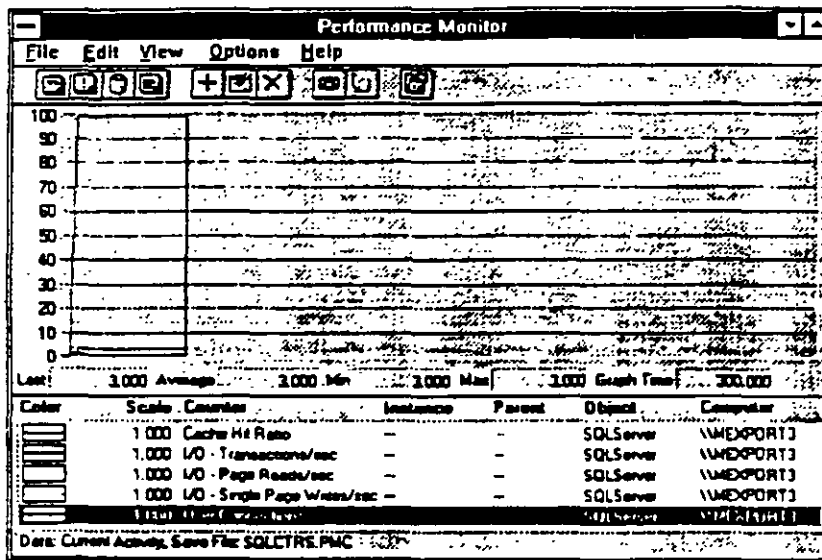 Performance Monitor
File Edit View Options Help
100
90
80
70
60
50
40
30
20
10
0
Last 3.000 Average 3.000 Min 3.000 Max 3.000 Graph Time 300.000
Color Scale Counter Instance Parent Object Computer
1.000 Cache Hit Ratio - - SQLServer \\MEXPORT3
1.000 I/O - Transactions/sec - - SQLServer \\MEXPORT3
1.000 I/O - Page Reads/sec - - SQLServer \\MEXPORT3
1.000 I/O - Single Page Writes/sec - - SQLServer \\MEXPORT3
1.000 - - SQLServer \\MEXPORT3
Data: Current Activity, Save File: SQLCTRS.PMC